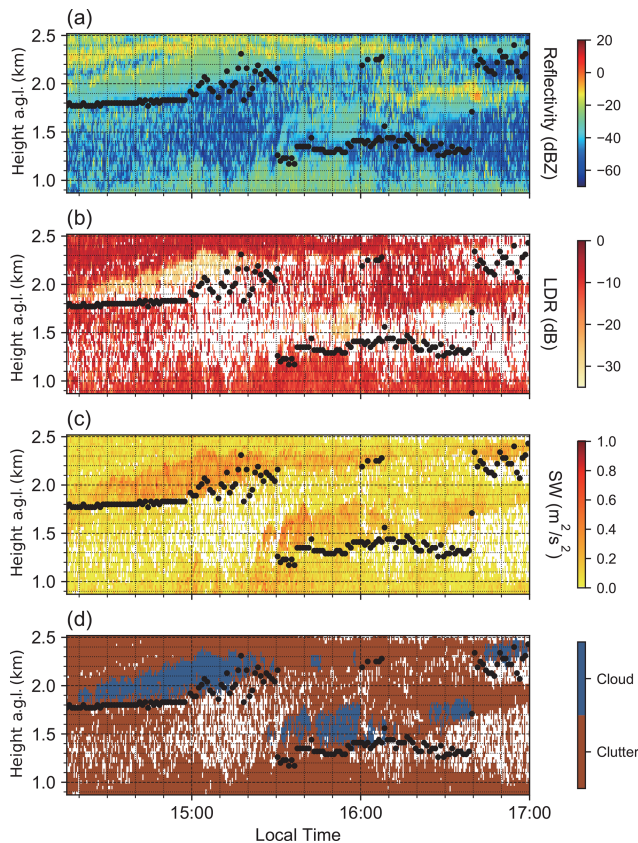 (a)
2.5
2.0
1.5
1.0
Height a.g.l. (km)
Reflectivity (dBZ)
20
0
−20
−40
−60
(b)
2.5
2.0
1.5
1.0
Height a.g.l. (km)
LDR (dB)
0
−10
−20
−30
(c)
2.5
2.0
1.5
1.0
Height a.g.l. (km)
SW (m²/s²)
1.0
0.8
0.6
0.4
0.2
0.0
(d)
2.5
2.0
1.5
1.0
Height a.g.l. (km)
Cloud
Clutter
15:00 16:00 17:00
Local Time